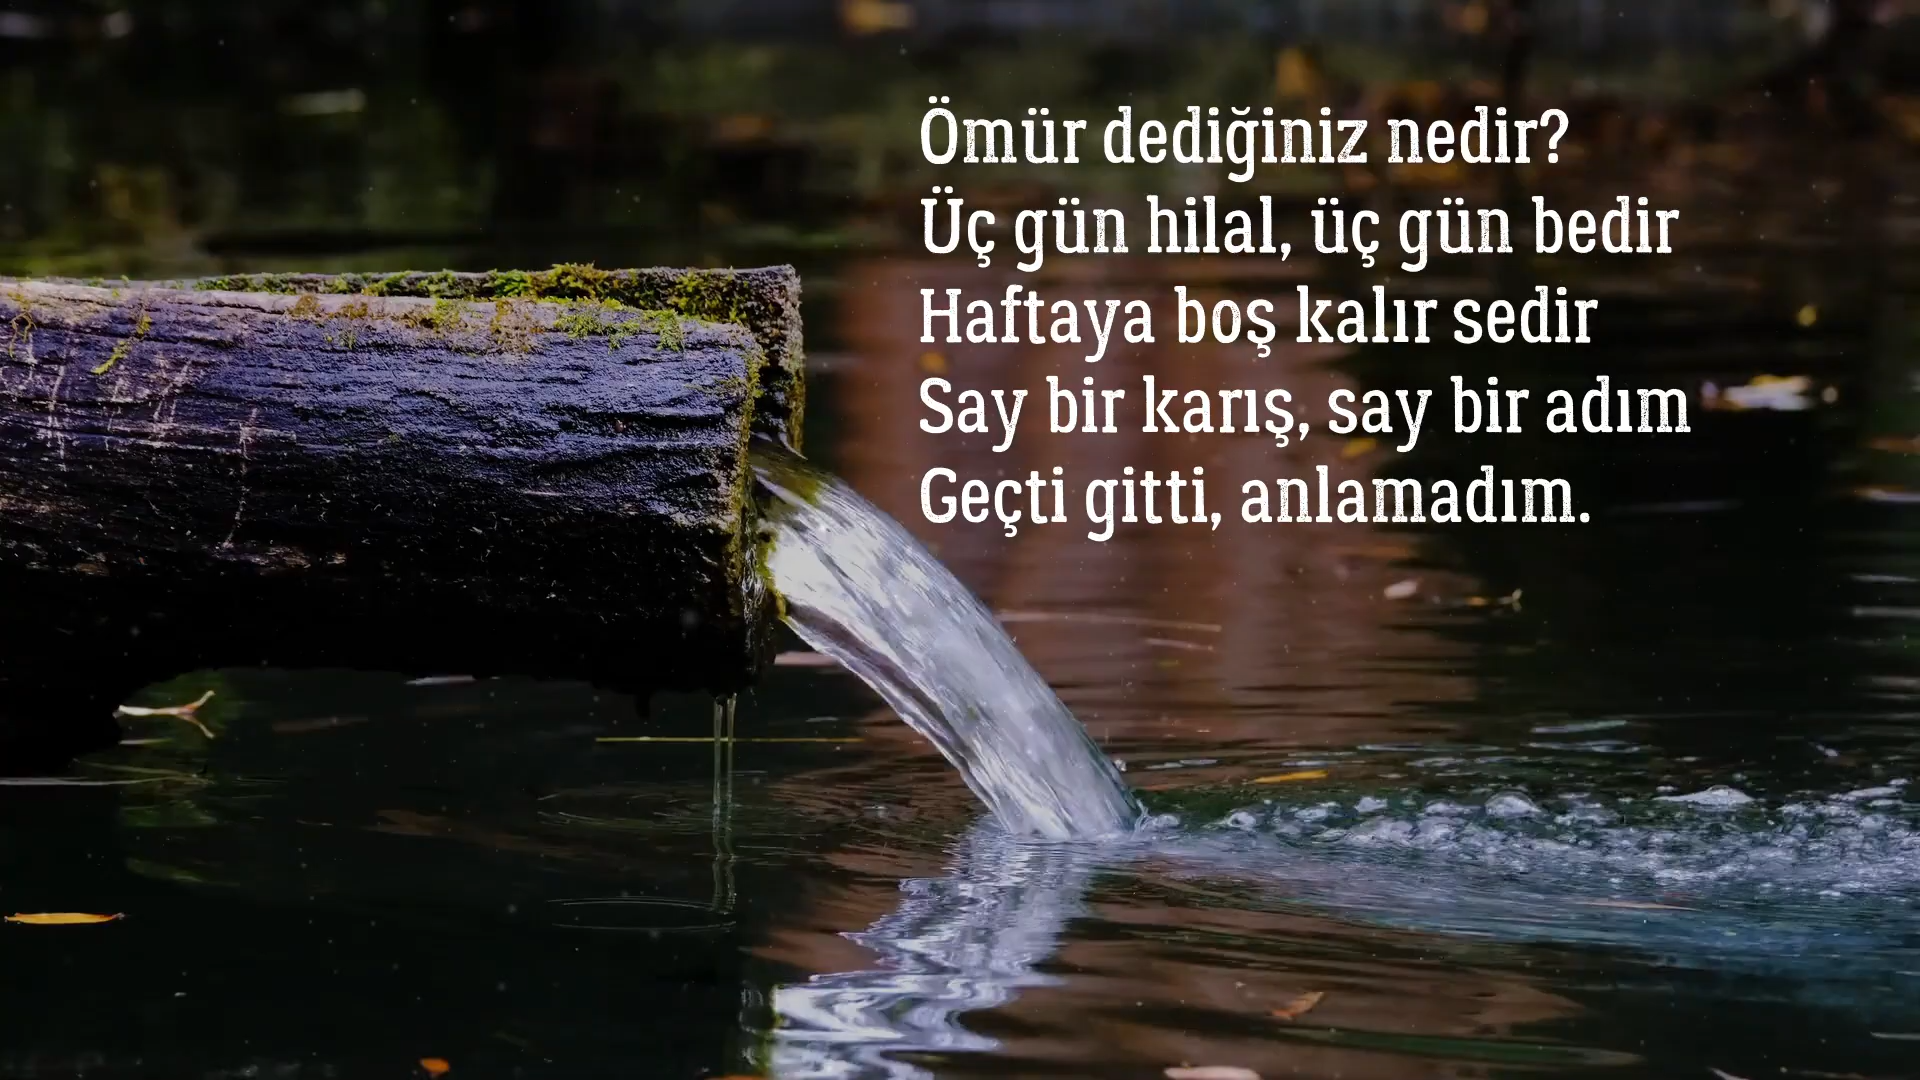 Ömür dediğiniz nedir?
Üç gün hilal, üç gün bedir
Haftaya boş kalır sedir
Say bir karış, say bir adım
Geçti gitti, anlamadım.